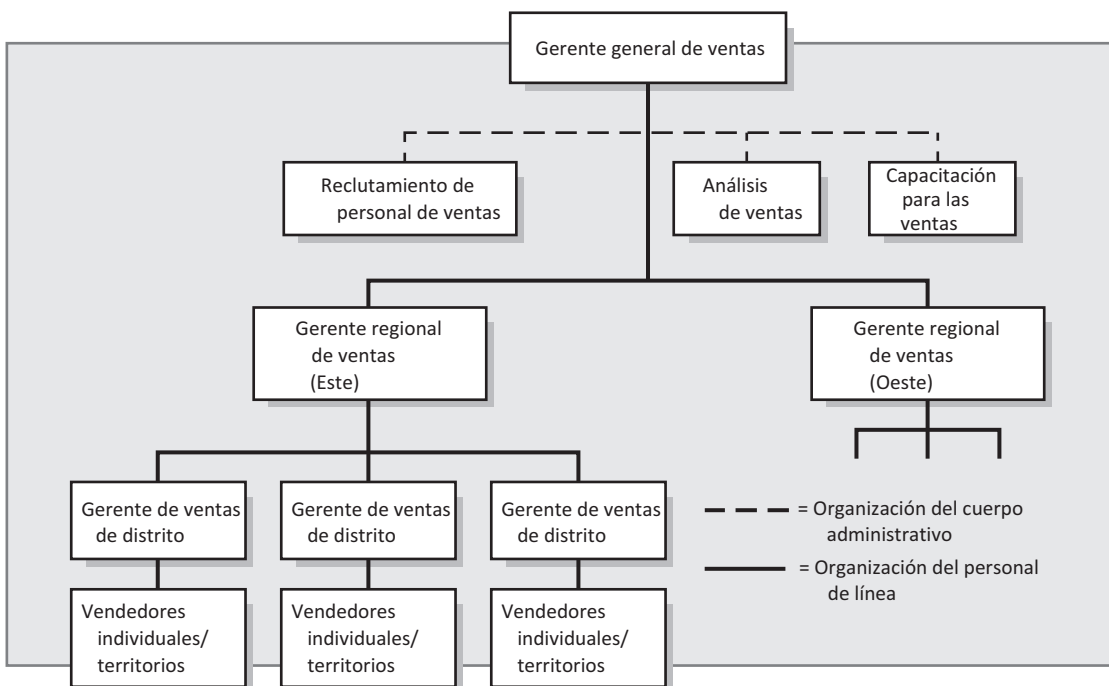 Gerente general de ventas
Reclutamiento de
personal de ventas
Análisis
de ventas
Capacitación
para las
ventas
Gerente regional
de ventas
(Este)
Gerente regional
de ventas
(Oeste)
Gerente de ventas
de distrito
Gerente de ventas
de distrito
Gerente de ventas
de distrito
Vendedores
individuales/
territorios
Vendedores
individuales/
territorios
Vendedores
individuales/
territorios
= Organización del cuerpo
administrativo
= Organización del personal
de línea